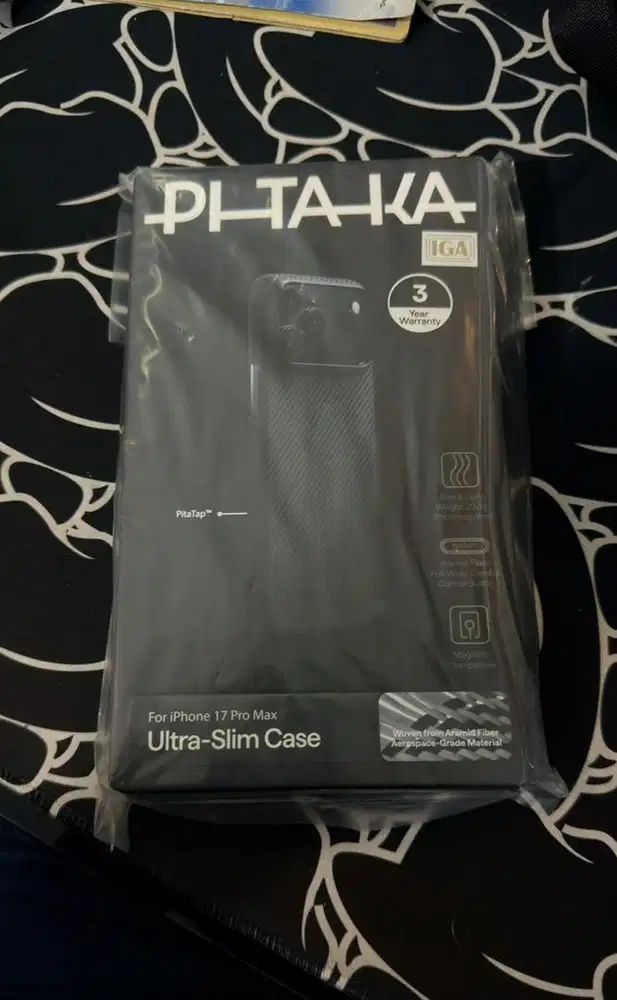 PITAKA
IGA
3
Year
Warranty
PitaTap™
MagSafe
For iPhone 17 Pro Max
Ultra-Slim Case
Woven from Aramid Fiber
Aerospace-Grade Material